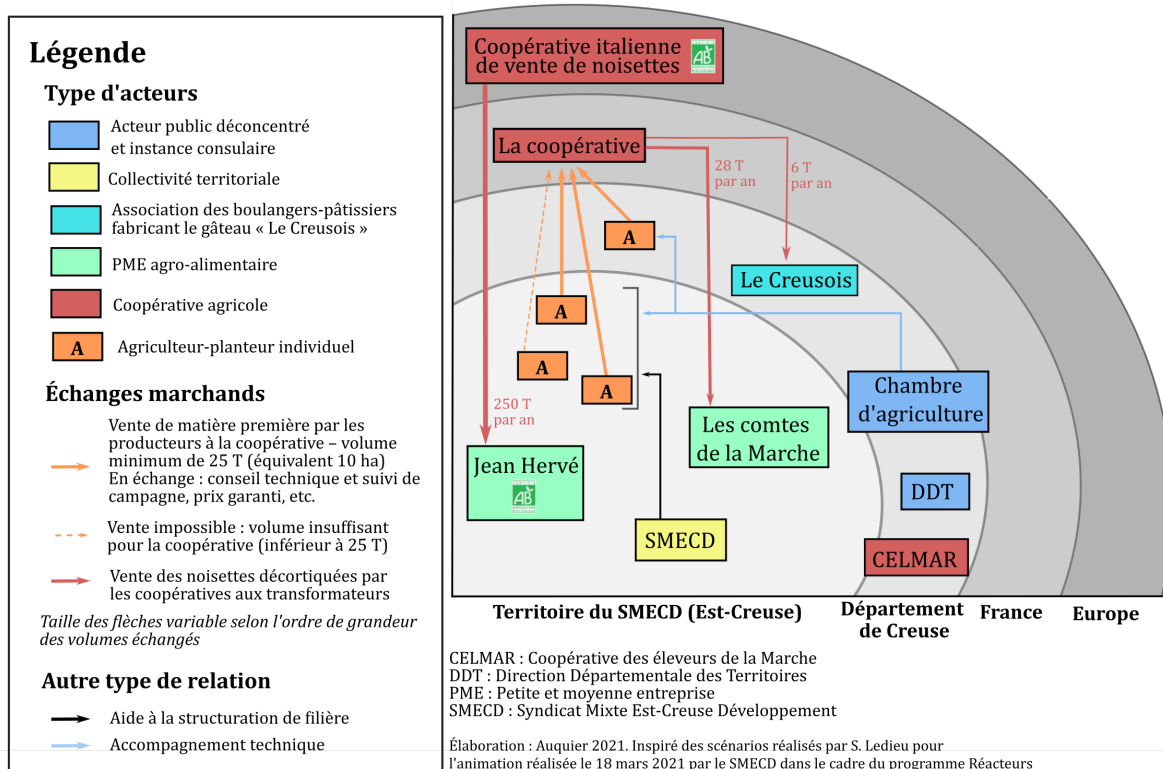 Légende
Type d'acteurs
Acteur public déconcentré
et instance consulaire
Collectivité territoriale
Association des boulangers-pâtissiers
fabricant le gâteau « Le Creusois »
PME agro-alimentaire
Coopérative agricole
A
Agriculteur-planteur individuel
Échanges marchands
Vente de matière première par les
producteurs à la coopérative – volume
minimum de 25 T (équivalent 10 ha)
En échange : conseil technique et suivi de
campagne, prix garanti, etc.
Vente impossible : volume insuffisant
pour la coopérative (inférieur à 25 T)
Vente des noisettes décortiquées par
les coopératives aux transformateurs
Taille des flèches variable selon l'ordre de grandeur
des volumes échangés
Autre type de relation
Aide à la structuration de filière
Accompagnement technique
Coopérative italienne
de vente de noisettes
AB
La coopérative
28 T
par an
6 T
par an
A
Le Creusois
A
A
A
250 T
par an
Chambre
d'agriculture
Les comtes
de la Marche
Jean Hervé
AB
DDT
SMECD
CELMAR
Territoire du SMECD (Est-Creuse)
Département
de Creuse
France
Europe
CELMAR : Coopérative des éleveurs de la Marche
DDT : Direction Départementale des Territoires
PME : Petite et moyenne entreprise
SMECD : Syndicat Mixte Est-Creuse Développement
Élaboration : Auquier 2021. Inspiré des scénarios réalisés par S. Ledieu pour
l'animation réalisée le 18 mars 2021 par le SMECD dans le cadre du programme Réacteurs